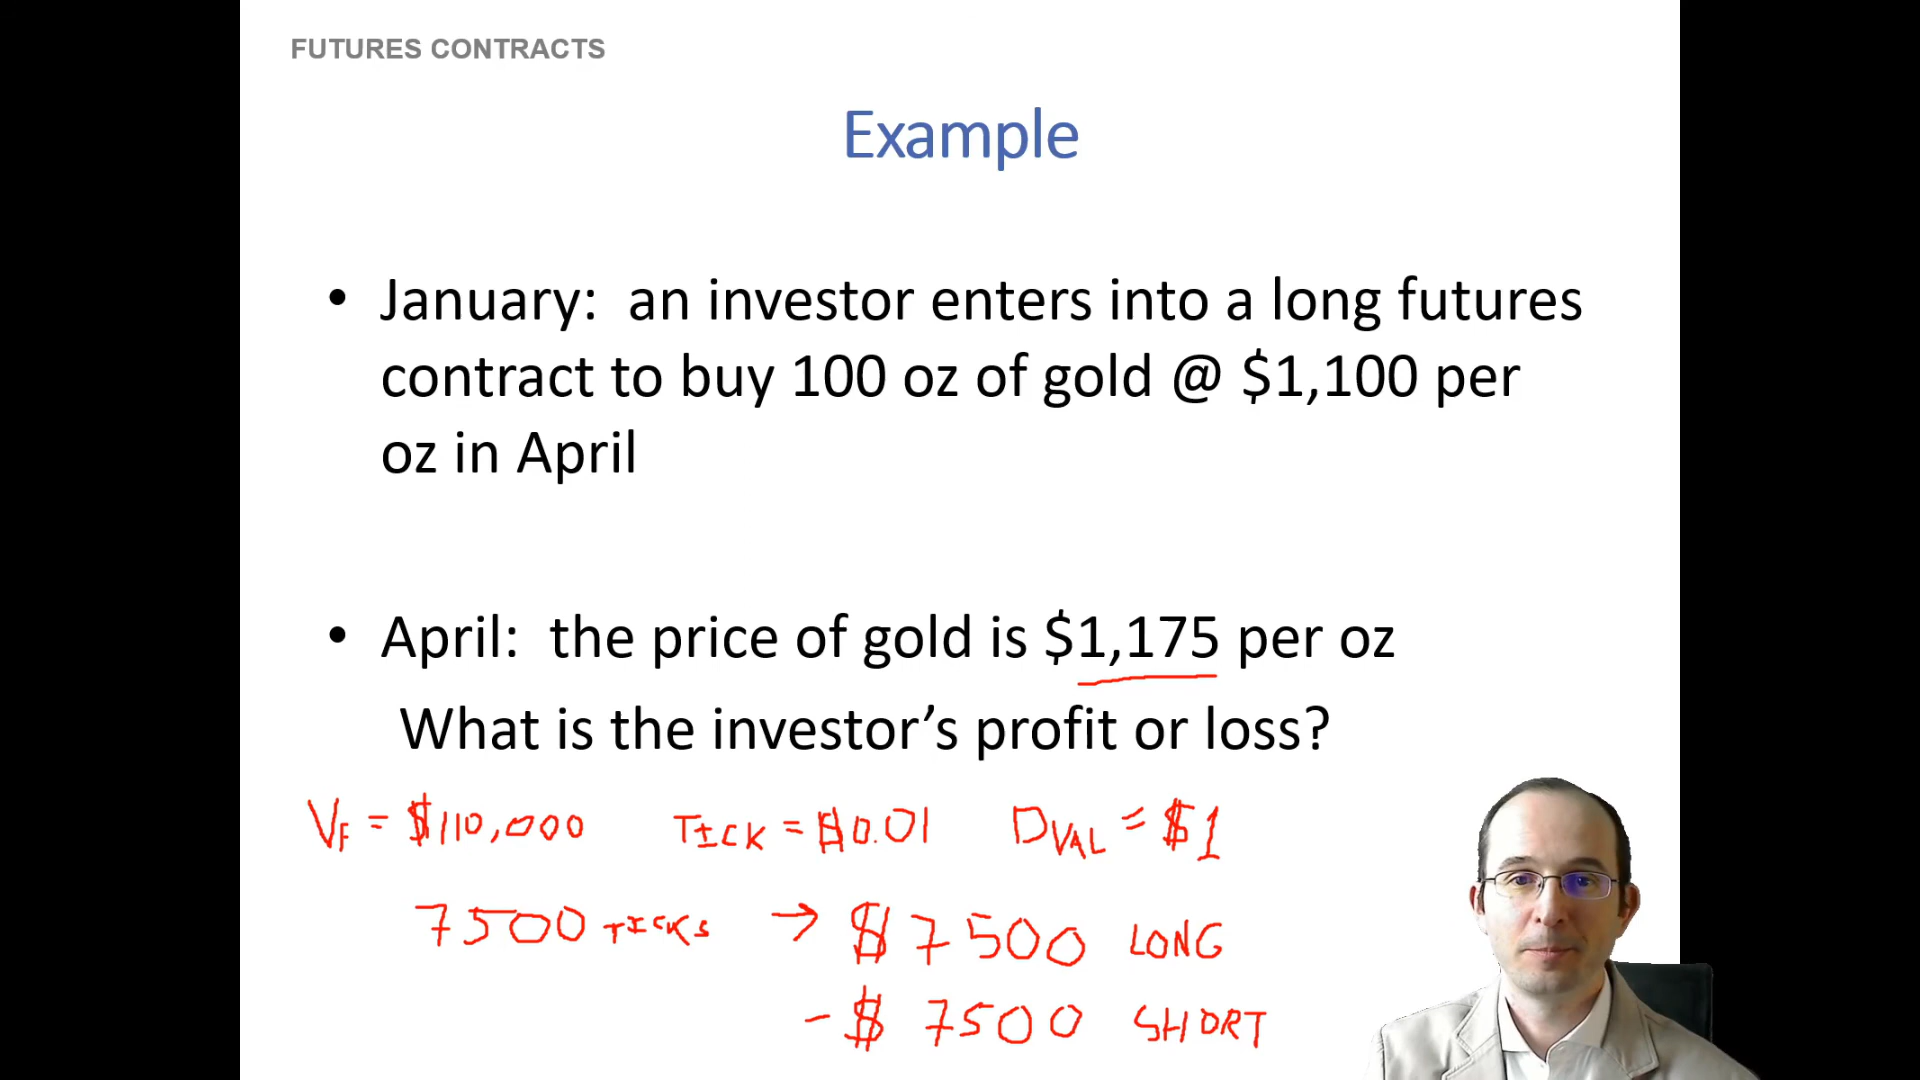 FUTURES CONTRACTS
Example
• January:  an investor enters into a long futures
contract to buy 100 oz of gold @ $1,100 per
oz in April
• April:  the price of gold is $1,175 per oz
What is the investor’s profit or loss?
VF = $110,000 TICK = $0.01 DVAL = $1
7500 TICKS → $7500 LONG
- $7500 SHORT